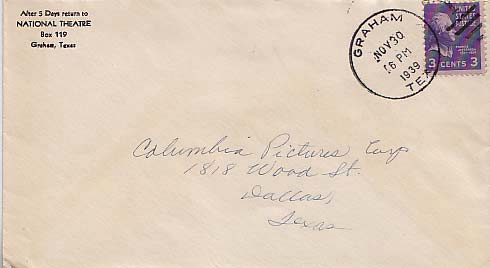 After 5 Days return to
NATIONAL THEATRE
Box 119
Graham, Texas
GRAHAM
NOV 30
6 PM
1939
TEX.
UNITED
STATES
POSTAGE
3 CENTS 3
Columbia Pictures Corp
1818 Wood St.
Dallas,
Texas